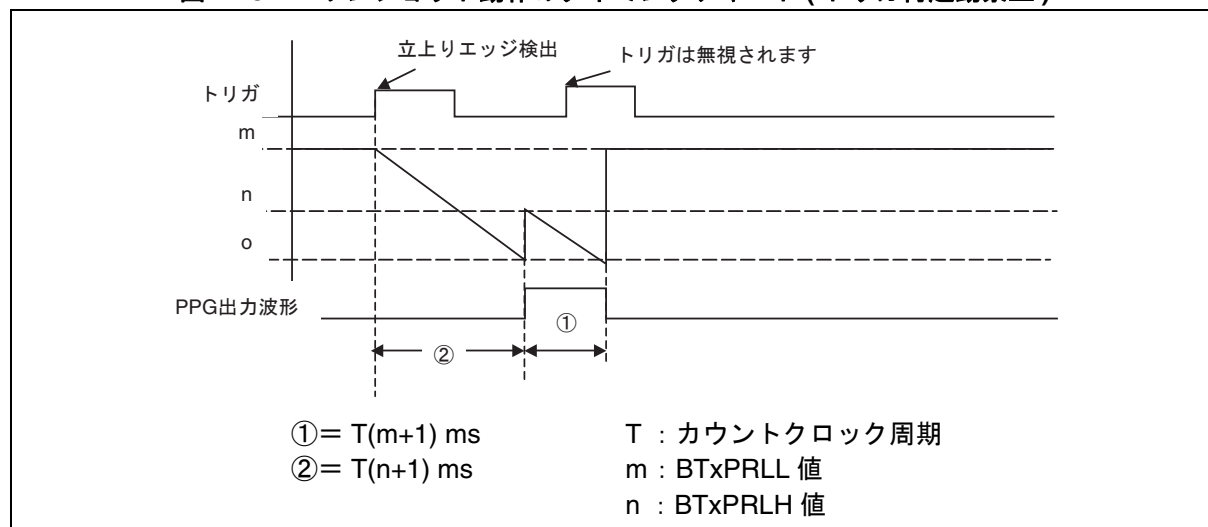 立上りエッジ検出
トリガは無視されます
トリガ
m
n
o
PPG出力波形
①
②
①＝ T(m+1) ms
②＝ T(n+1) ms
T ：カウントクロック周期
m：BTxPRLL 値
n ：BTxPRLH 値